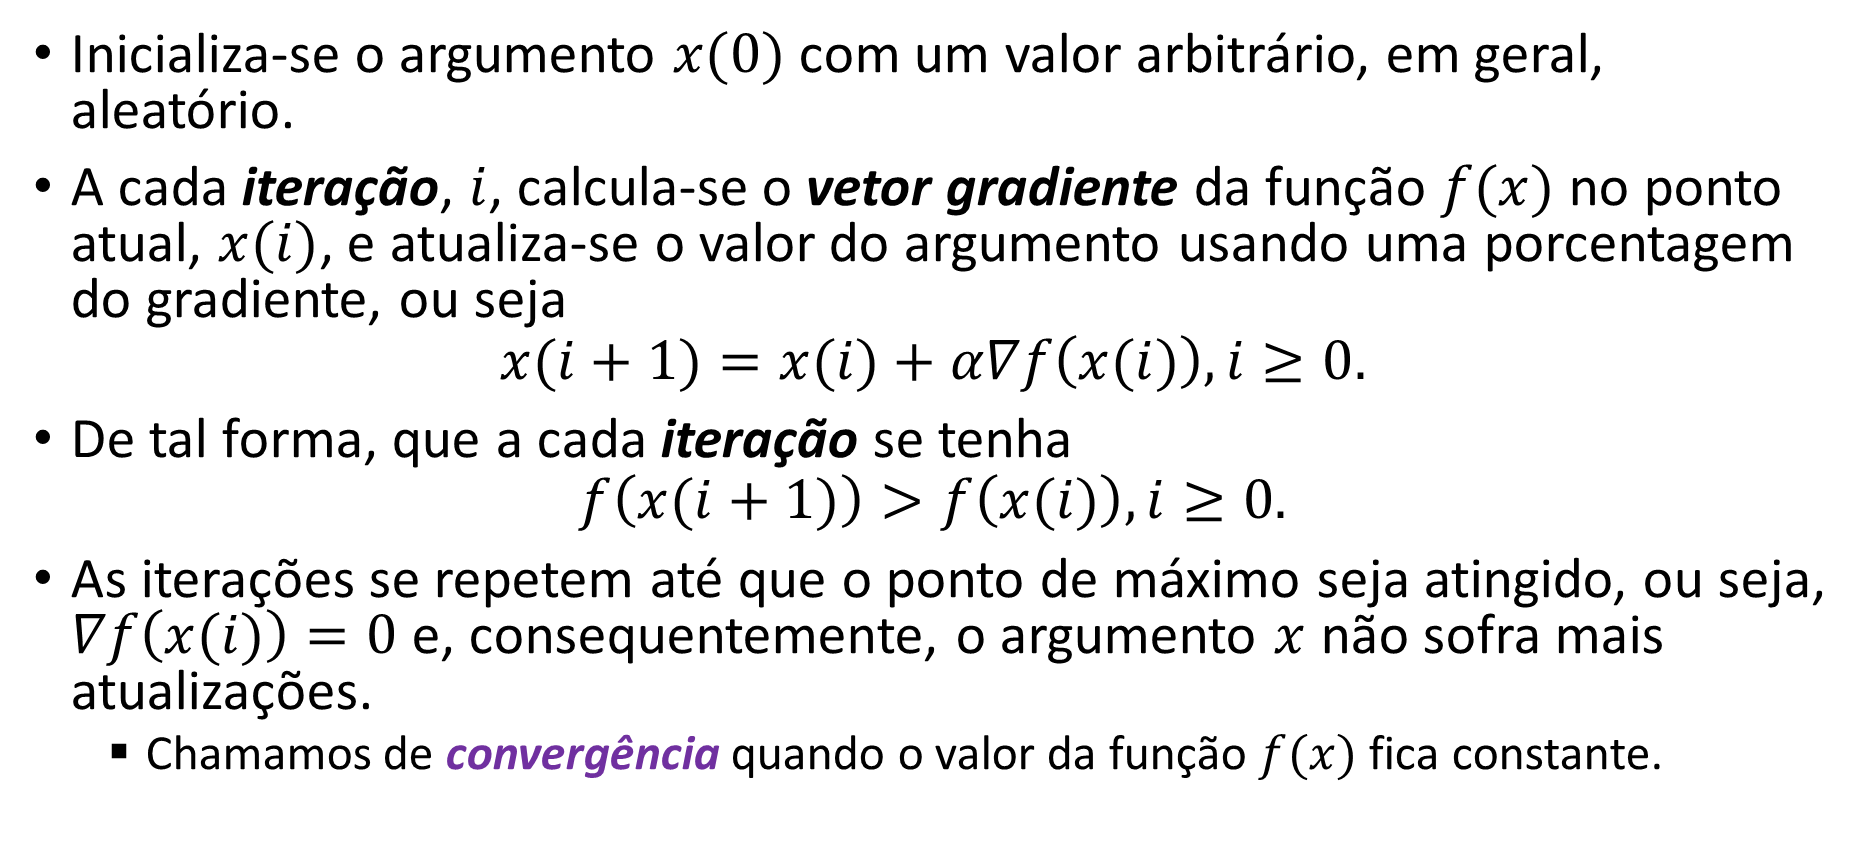 • Inicializa-se o argumento 𝑥(0) com um valor arbitrário, em geral,
aleatório.
• A cada iteração, 𝑖, calcula-se o vetor gradiente da função 𝑓(𝑥) no ponto
atual, 𝑥(𝑖), e atualiza-se o valor do argumento usando uma porcentagem
do gradiente, ou seja
𝑥(𝑖 + 1) = 𝑥(𝑖) + 𝛼∇𝑓(𝑥(𝑖)), 𝑖 ≥ 0.
• De tal forma, que a cada iteração se tenha
𝑓(𝑥(𝑖 + 1)) > 𝑓(𝑥(𝑖)), 𝑖 ≥ 0.
• As iterações se repetem até que o ponto de máximo seja atingido, ou seja,
∇𝑓(𝑥(𝑖)) = 0 e, consequentemente, o argumento 𝑥 não sofra mais
atualizações.
▪ Chamamos de convergência quando o valor da função 𝑓(𝑥) fica constante.